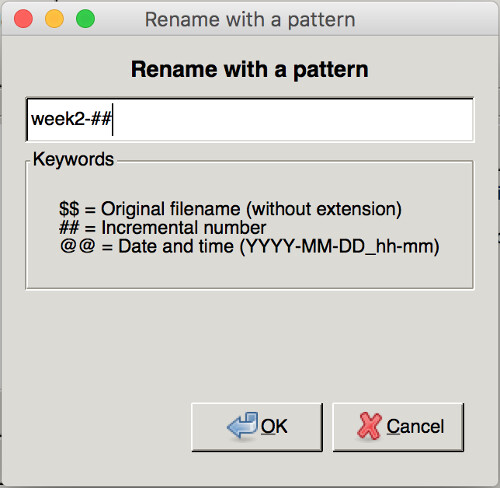 Rename with a pattern
Rename with a pattern
week2-##
Keywords
$$ = Original filename (without extension)
## = Incremental number
@@ = Date and time (YYYY-MM-DD_hh-mm)
OK
Cancel